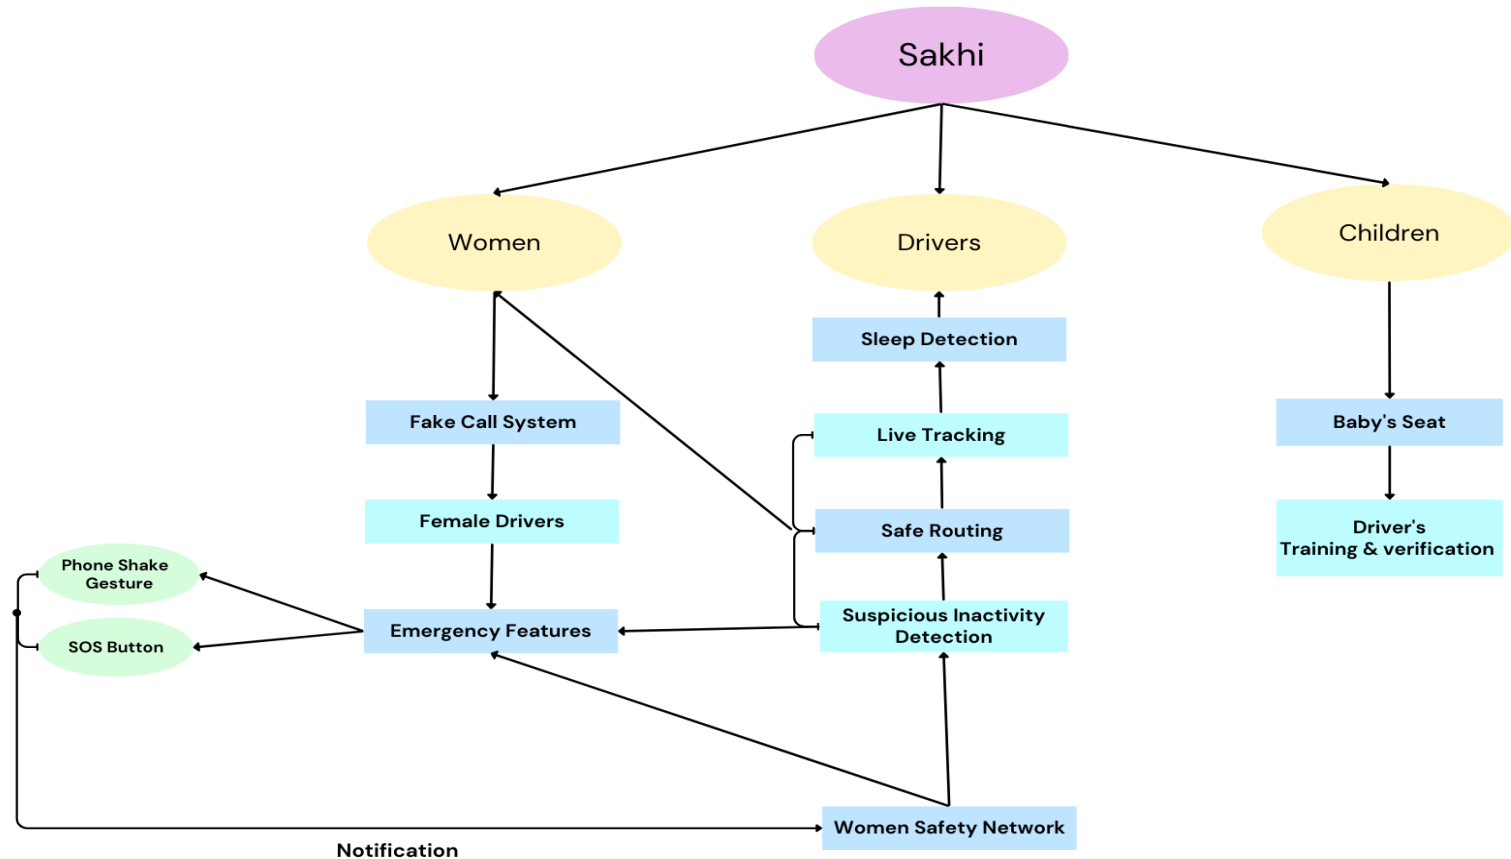 Sakhi
Women
Drivers
Children
Sleep Detection
Fake Call System
Live Tracking
Baby's Seat
Female Drivers
Safe Routing
Driver's
Training & verification
Phone Shake
Gesture
SOS Button
Emergency Features
Suspicious Inactivity
Detection
Women Safety Network
Notification